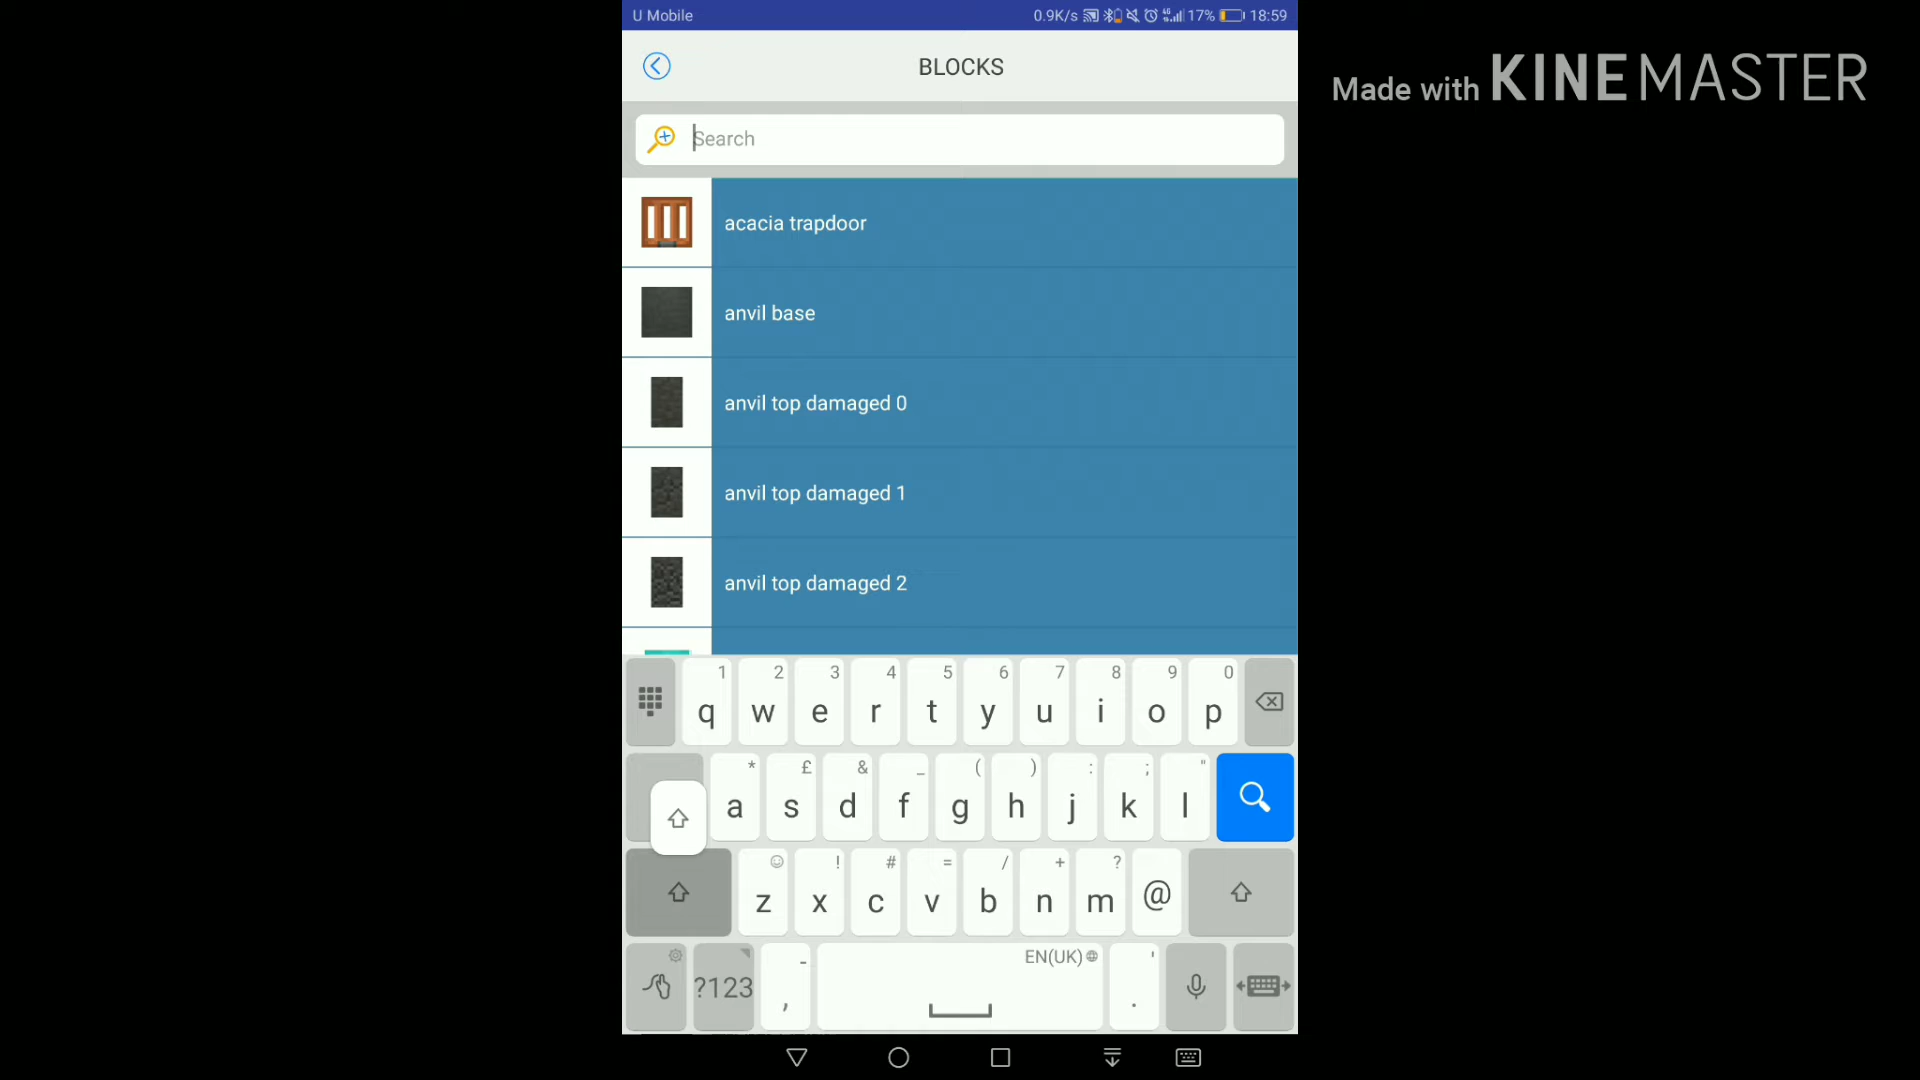 U Mobile
0.9K/s 4G 17% 18:59
BLOCKS
Made with KINEMASTER
Search
acacia trapdoor
anvil base
anvil top damaged 0
anvil top damaged 1
anvil top damaged 2
1 2 3 4 5 6 7 8 9 0
q w e r t y u i o p
* £ & _ ( ) : ; "
a s d f g h j k l
! # = / + ?
z x c v b n m @
- EN(UK) '
?123 , .